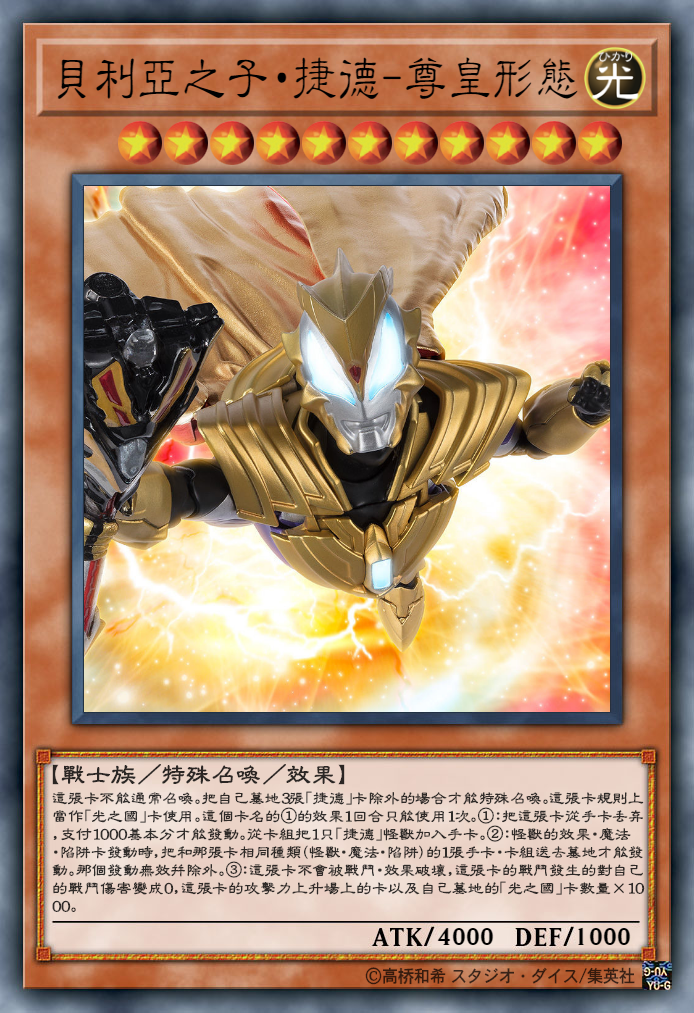 貝利亞之子・捷德-尊皇形態
ひかり
光
【戰士族／特殊召喚／效果】
這張卡不能通常召喚。把自己墓地3張「捷德」卡除外的場合才能特殊召喚。這張卡規則上
當作「光之國」卡使用。這個卡名的①的效果1回合只能使用1次。①：把這張卡從手卡丟弃
，支付1000基本分才能發動。從卡組把1只「捷德」怪獸加入手卡。②：怪獸的效果・魔法
・陷阱卡發動時，把和那張卡相同種類（怪獸・魔法・陷阱）的1張手卡・卡組送去墓地才能發
動。那個發動無效并除外。③：這張卡不會被戰鬥・效果破壞，這張卡的戰鬥發生的對自己
的戰鬥傷害變成0，這張卡的攻擊力上升場上的卡以及自己墓地的「光之國」卡數量×10
00。
ATK/4000 DEF/1000
©高桥和希 スタジオ・ダイス/集英社
YU-G
YU-G